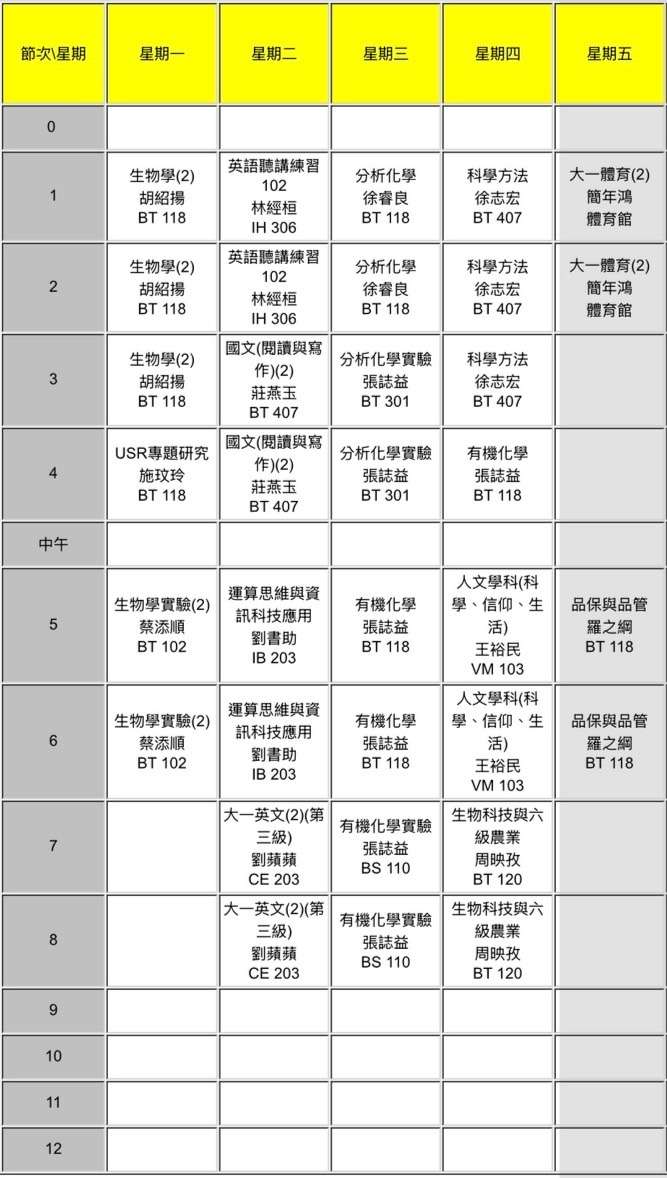 節次\星期 星期一 星期二 星期三 星期四 星期五
0
1
生物學(2)
胡紹揚
BT 118
英語聽講練習
102
林經桓
IH 306
分析化學
徐睿良
BT 118
科學方法
徐志宏
BT 407
大一體育(2)
簡年鴻
體育館
2
生物學(2)
胡紹揚
BT 118
英語聽講練習
102
林經桓
IH 306
分析化學
徐睿良
BT 118
科學方法
徐志宏
BT 407
大一體育(2)
簡年鴻
體育館
3
生物學(2)
胡紹揚
BT 118
國文(閱讀與寫
作)(2)
莊燕玉
BT 407
分析化學實驗
張誌益
BT 301
科學方法
徐志宏
BT 407
4
USR專題研究
施玟玲
BT 118
國文(閱讀與寫
作)(2)
莊燕玉
BT 407
分析化學實驗
張誌益
BT 301
有機化學
張誌益
BT 118
中午
5
生物學實驗(2)
蔡添順
BT 102
運算思維與資
訊科技應用
劉書助
IB 203
有機化學
張誌益
BT 118
人文學科(科
學、信仰、生
活)
王裕民
VM 103
品保與品管
羅之綱
BT 118
6
生物學實驗(2)
蔡添順
BT 102
運算思維與資
訊科技應用
劉書助
IB 203
有機化學
張誌益
BT 118
人文學科(科
學、信仰、生
活)
王裕民
VM 103
品保與品管
羅之綱
BT 118
7
大一英文(2)(第
三級)
劉蘋蘋
CE 203
有機化學實驗
張誌益
BS 110
生物科技與六
級農業
周映孜
BT 120
8
大一英文(2)(第
三級)
劉蘋蘋
CE 203
有機化學實驗
張誌益
BS 110
生物科技與六
級農業
周映孜
BT 120
9
10
11
12